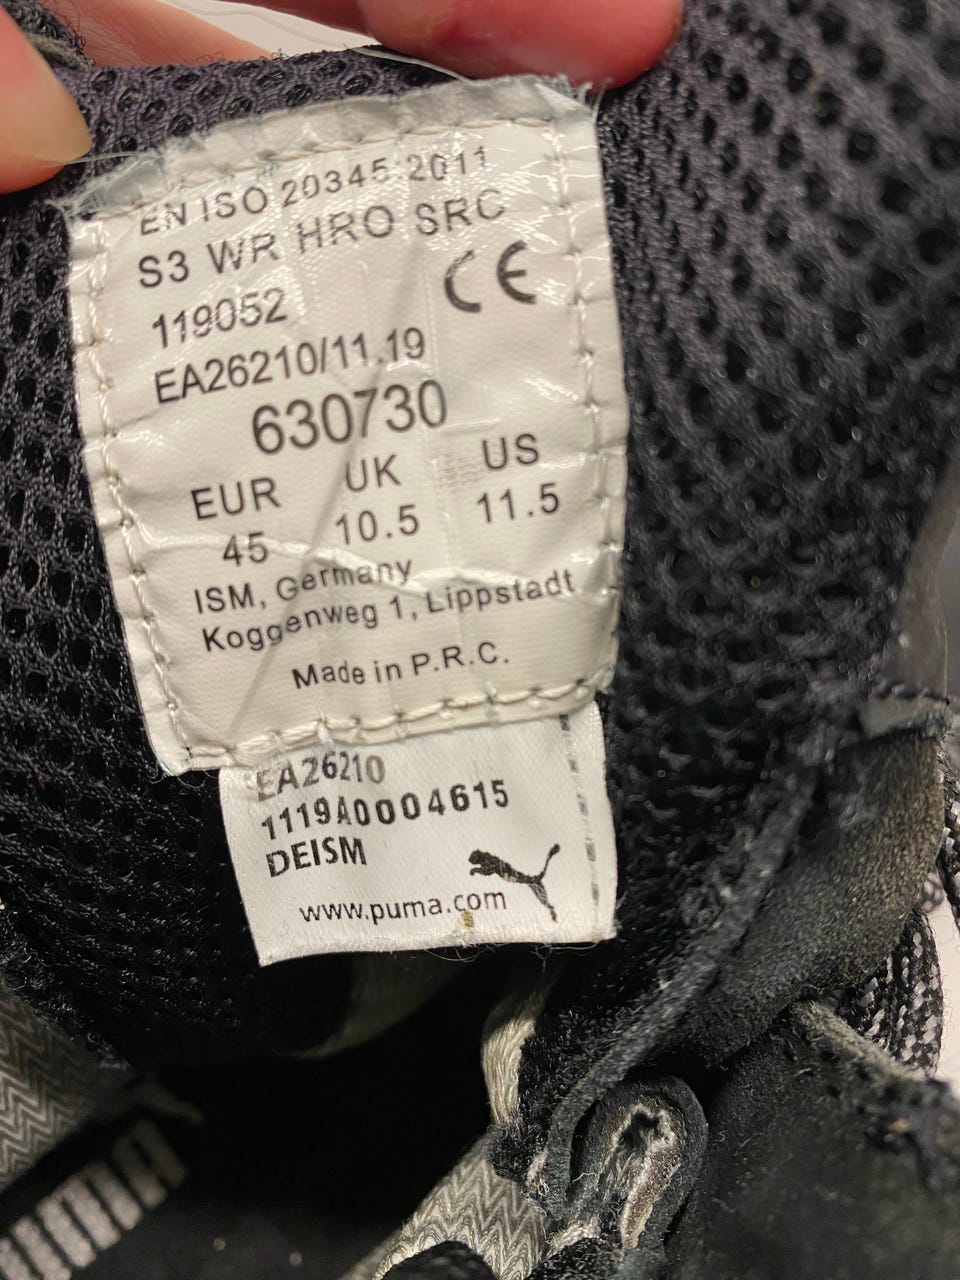 EN ISO 20345:2011
S3 WR HRO SRC
CE
119052
EA26210/11.19
630730
EUR UK US
45 10.5 11.5
ISM, Germany
Koggenweg 1, Lippstadt
Made in P.R.C.
EA26210
1119A0004615
DEISM
www.puma.com